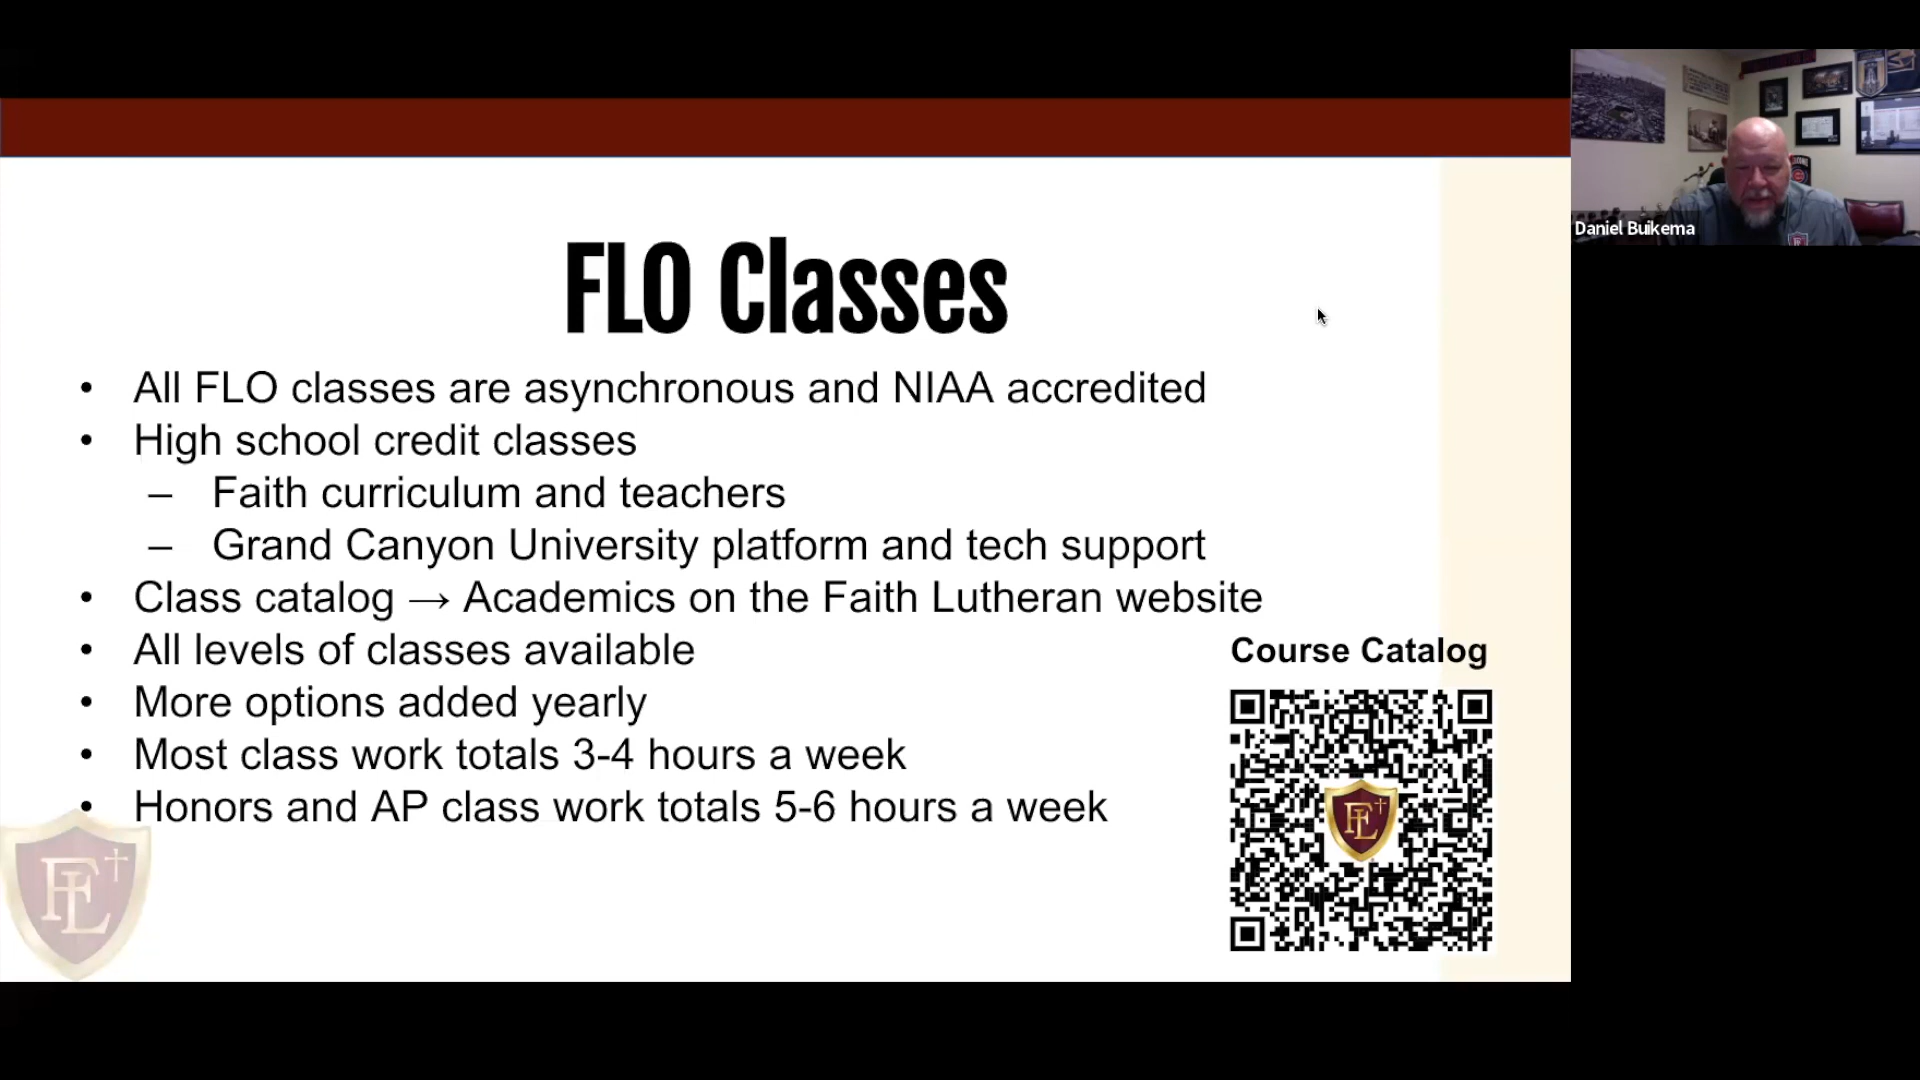 FLO Classes
• All FLO classes are asynchronous and NIAA accredited
• High school credit classes
– Faith curriculum and teachers
– Grand Canyon University platform and tech support
• Class catalog → Academics on the Faith Lutheran website
• All levels of classes available
• More options added yearly
• Most class work totals 3-4 hours a week
• Honors and AP class work totals 5-6 hours a week
Course Catalog
FL
FL
Daniel Buikema